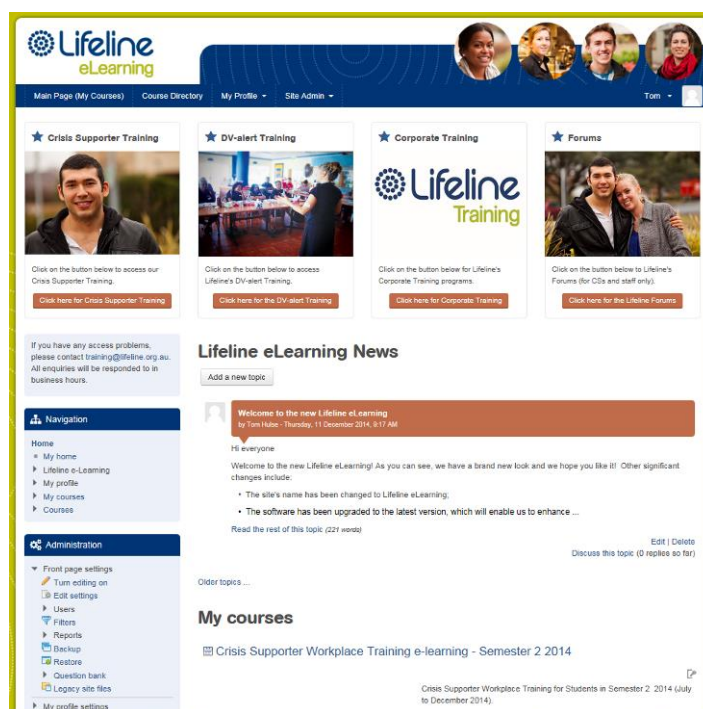 Lifeline
eLearning
Main Page (My Courses) Course Directory My Profile Site Admin Tom
Crisis Supporter Training
Click on the button below to access our
Crisis Supporter Training.
Click here for Crisis Supporter Training
DV-alert Training
Click on the button below to access
Lifeline's DV-alert Training.
Click here for the DV-alert Training
Corporate Training
Lifeline
Training
Click on the button below for Lifeline's
Corporate Training programs.
Click here for Corporate Training
Forums
Click on the button below to Lifeline's
Forums (for CSs and staff only).
Click here for the Lifeline Forums
If you have any access problems,
please contact training@lifeline.org.au.
All enquiries will be responded to in
business hours.
Navigation
Home
My home
Lifeline e-Learning
My profile
My courses
Courses
Administration
Front page settings
Turn editing on
Edit settings
Users
Filters
Reports
Backup
Restore
Question bank
Legacy site files
My profile settings
Lifeline eLearning News
Add a new topic
Welcome to the new Lifeline eLearning
by Tom Hulse - Thursday, 11 December 2014, 8:17 AM
Hi everyone
Welcome to the new Lifeline eLearning! As you can see, we have a brand new look and we hope you like it! Other significant
changes include:
• The site's name has been changed to Lifeline eLearning;
• The software has been upgraded to the latest version, which will enable us to enhance ...
Read the rest of this topic (221 words)
Edit | Delete
Discuss this topic (0 replies so far)
Older topics ...
My courses
Crisis Supporter Workplace Training e-learning - Semester 2 2014
Crisis Supporter Workplace Training for Students in Semester 2 2014 (July
to December 2014).